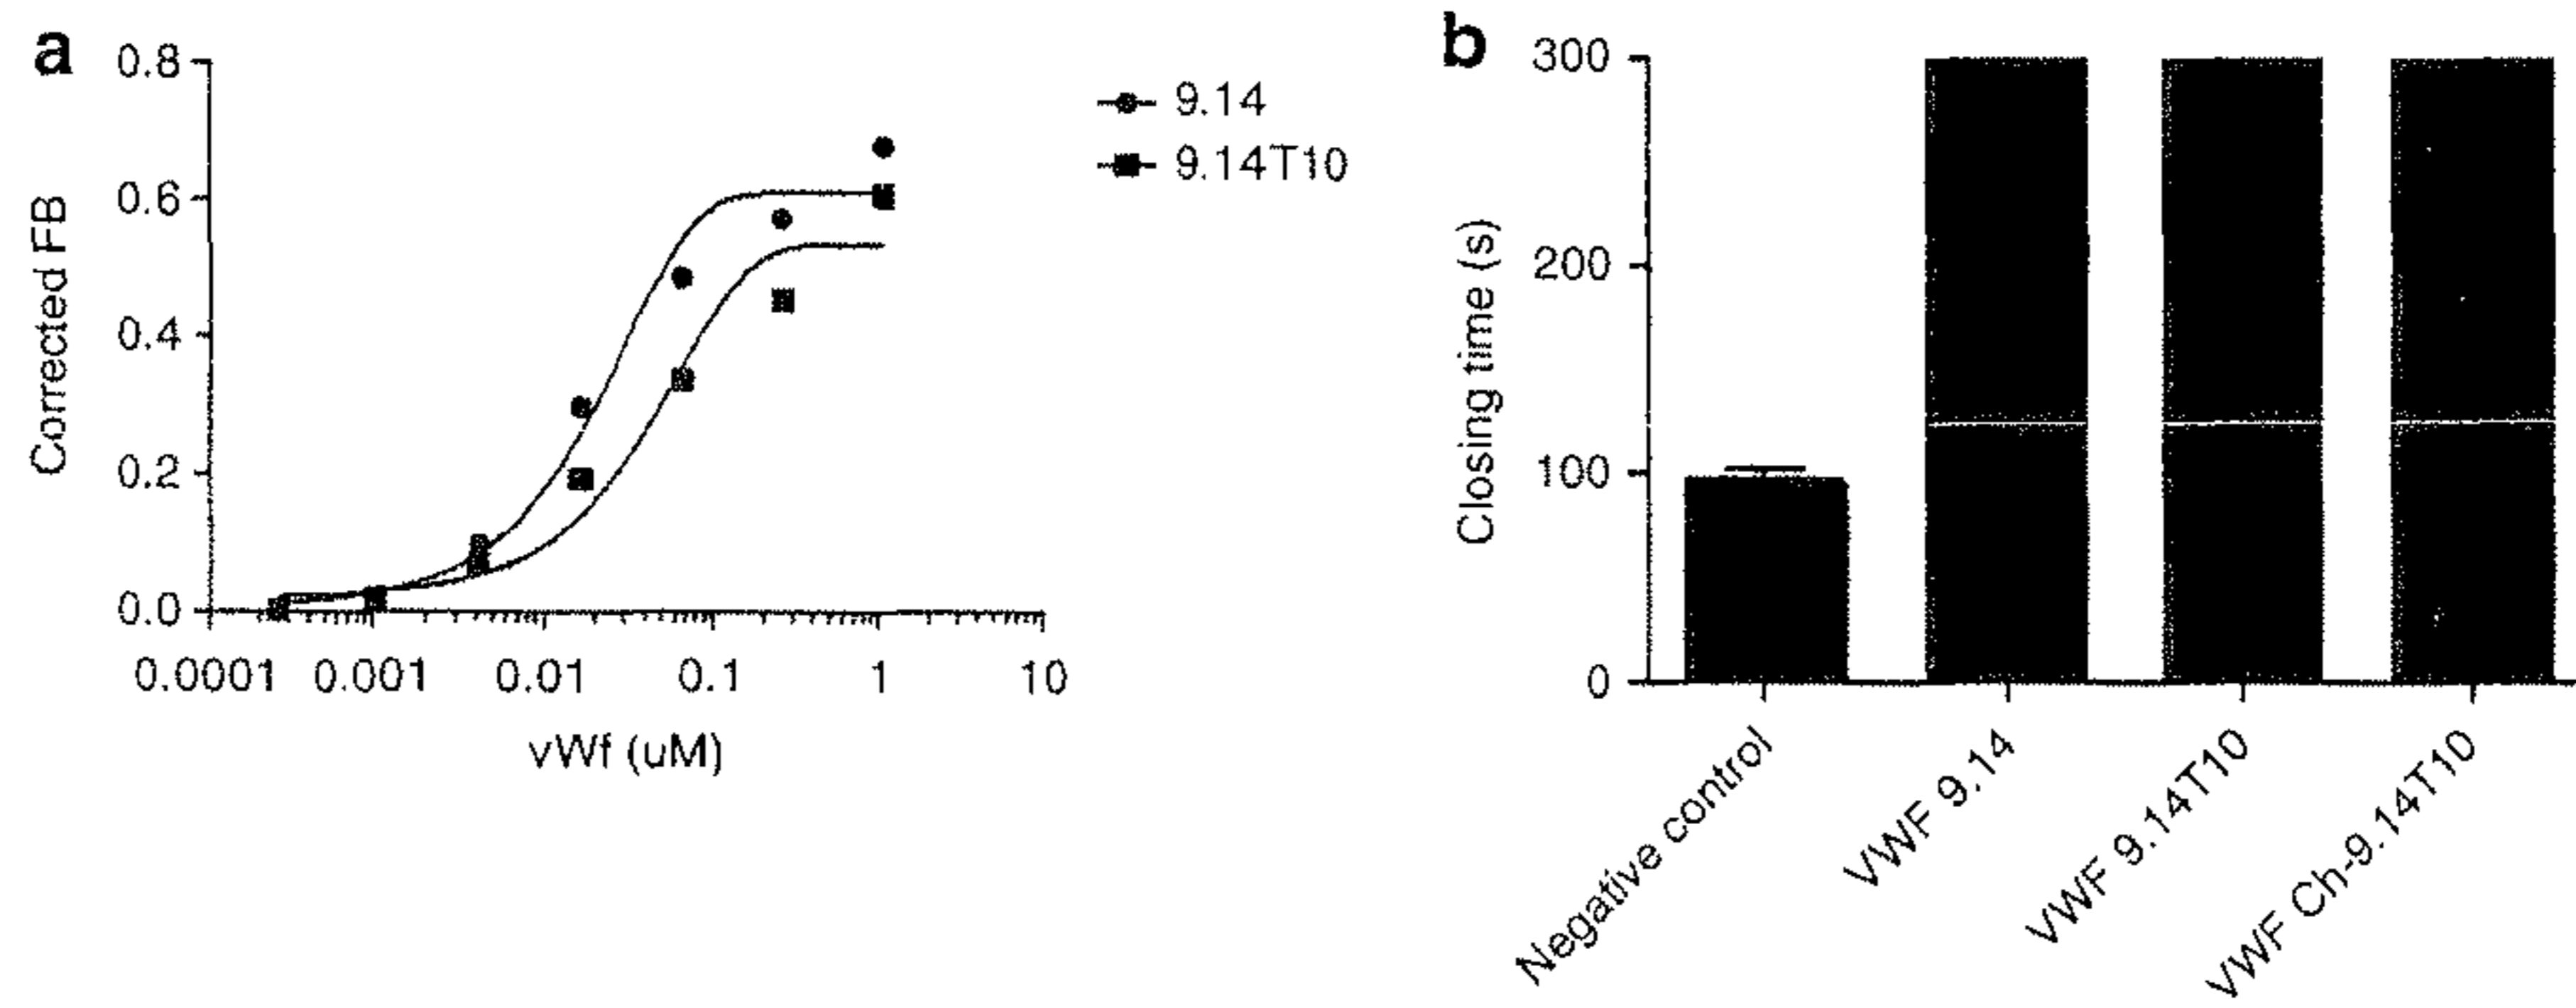 a
Corrected FB
0.8
0.6
0.4
0.2
0.0
0.0001 0.001 0.01 0.1 1 10
vWf (uM)
9.14
9.14T10
b
Closing time (s)
300
200
100
0
Negative control
VWF 9.14
VWF 9.14T10
VWF Ch-9.14T10